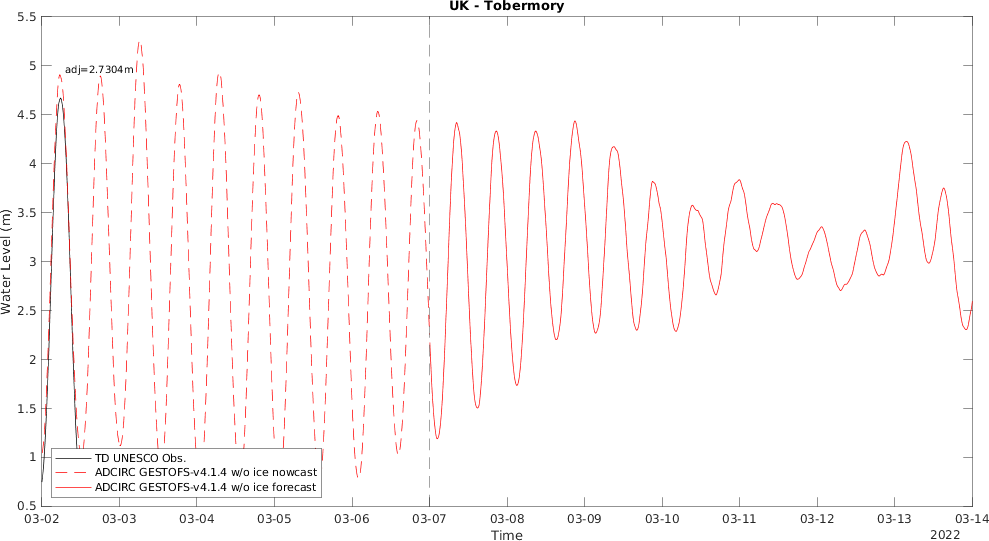 UK - Tobermory
adj=2.7304m
Water Level (m)
5.5
5
4.5
4
3.5
3
2.5
2
1.5
1
0.5
TD UNESCO Obs.
ADCIRC GESTOFS-v4.1.4 w/o ice nowcast
ADCIRC GESTOFS-v4.1.4 w/o ice forecast
03-02 03-03 03-04 03-05 03-06 03-07 03-08 03-09 03-10 03-11 03-12 03-13 03-14
Time
2022